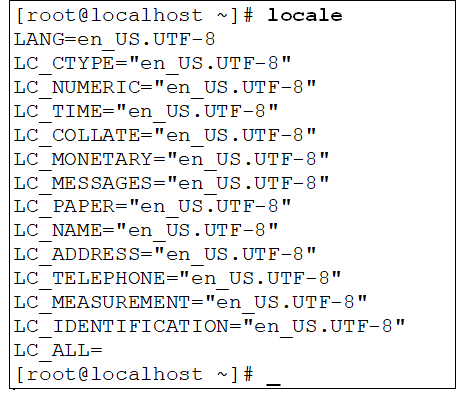 [root@localhost ~]# locale
LANG=en_US.UTF-8
LC_CTYPE="en_US.UTF-8"
LC_NUMERIC="en_US.UTF-8"
LC_TIME="en_US.UTF-8"
LC_COLLATE="en_US.UTF-8"
LC_MONETARY="en_US.UTF-8"
LC_MESSAGES="en_US.UTF-8"
LC_PAPER="en_US.UTF-8"
LC_NAME="en_US.UTF-8"
LC_ADDRESS="en_US.UTF-8"
LC_TELEPHONE="en_US.UTF-8"
LC_MEASUREMENT="en_US.UTF-8"
LC_IDENTIFICATION="en_US.UTF-8"
LC_ALL=
[root@localhost ~]# _